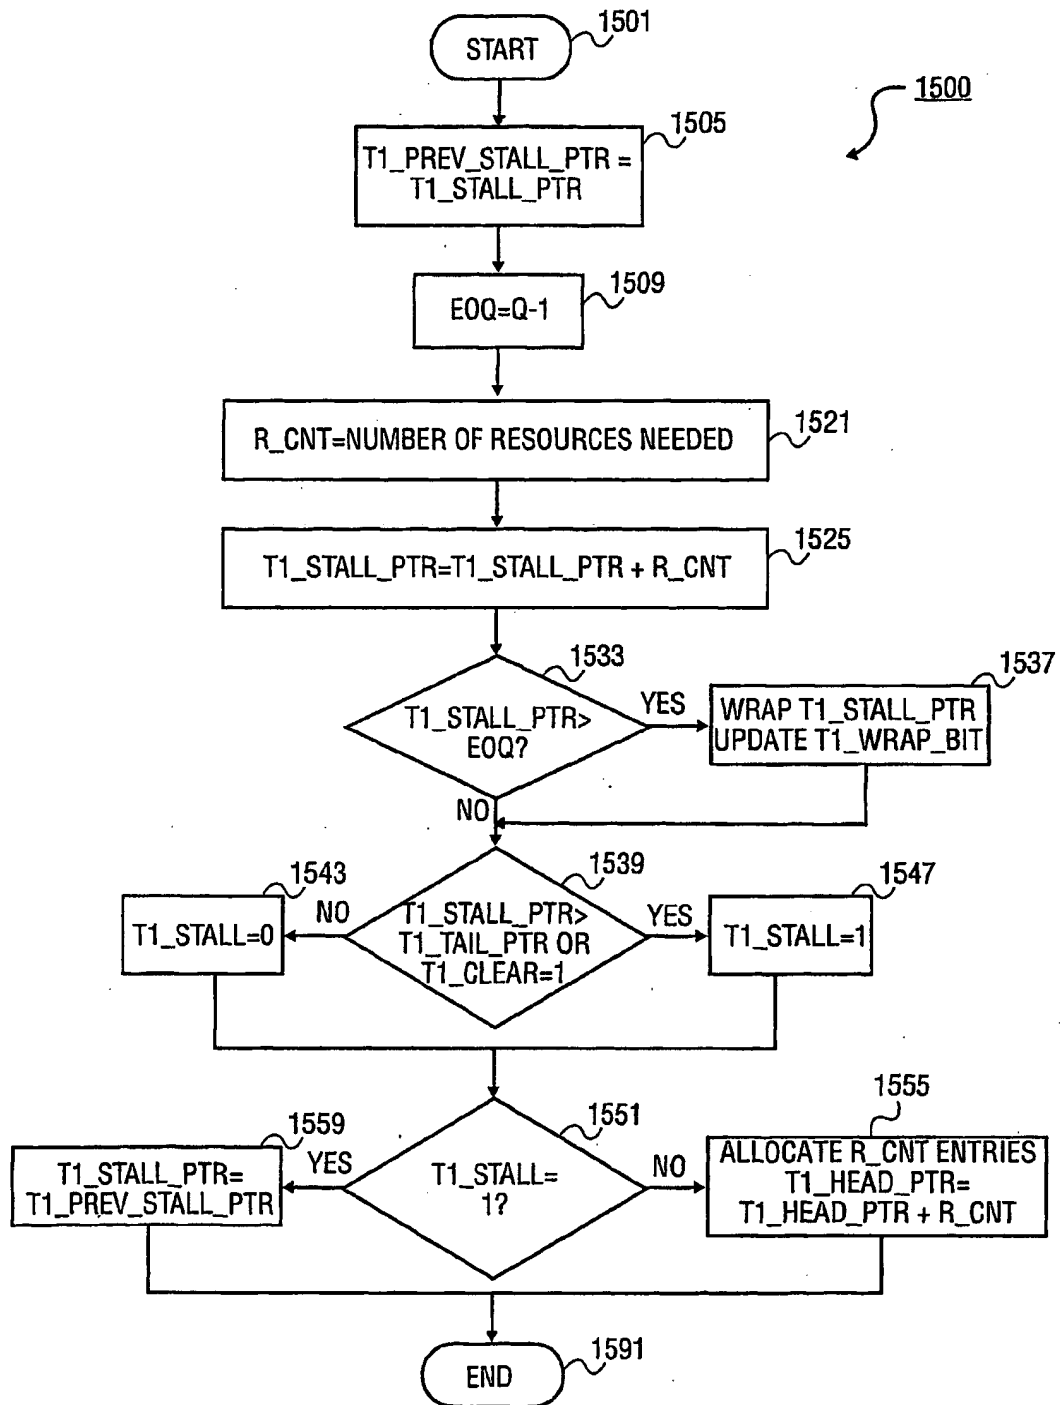 START
1501
1500
T1_PREV_STALL_PTR =
T1_STALL_PTR
1505
EOQ=Q-1
1509
R_CNT=NUMBER OF RESOURCES NEEDED
1521
T1_STALL_PTR=T1_STALL_PTR + R_CNT
1525
T1_STALL_PTR>
EOQ?
1533
YES
NO
WRAP T1_STALL_PTR
UPDATE T1_WRAP_BIT
1537
T1_STALL_PTR>
T1_TAIL_PTR OR
T1_CLEAR=1
1539
NO
YES
T1_STALL=0
1543
T1_STALL=1
1547
T1_STALL=
1?
1551
YES
NO
T1_STALL_PTR=
T1_PREV_STALL_PTR
1559
ALLOCATE R_CNT ENTRIES
T1_HEAD_PTR=
T1_HEAD_PTR + R_CNT
1555
END
1591